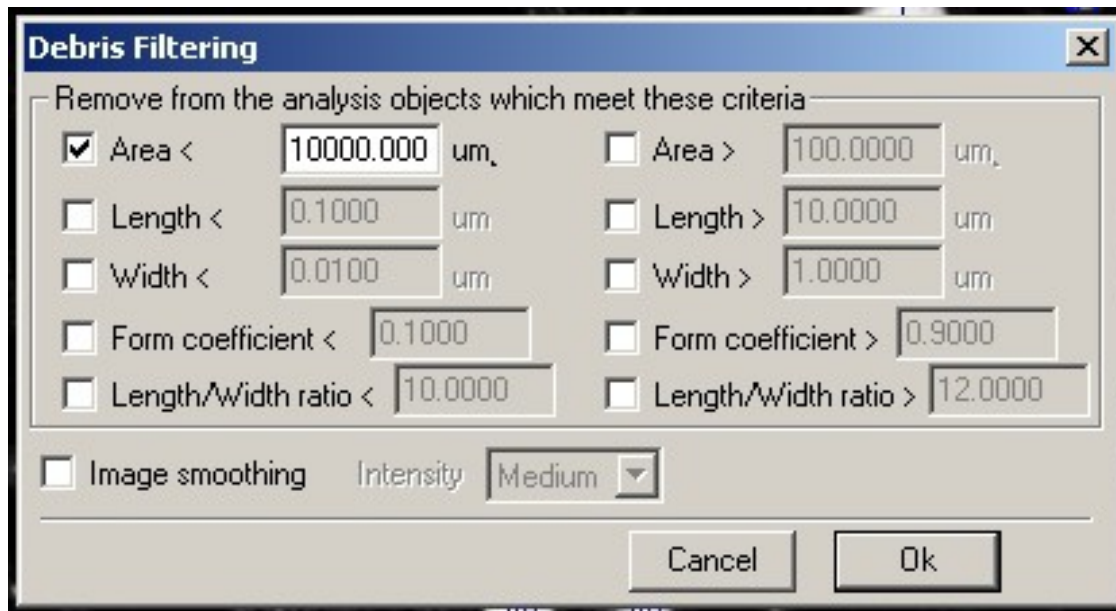 Debris Filtering
Remove from the analysis objects which meet these criteria
Area < 10000.000 um. Area > 100.0000 um.
Length < 0.1000 um Length > 10.0000 um
Width < 0.0100 um Width > 1.0000 um
Form coefficient < 0.1000 Form coefficient > 0.9000
Length/Width ratio < 10.0000 Length/Width ratio > 12.0000
Image smoothing Intensity Medium
Cancel Ok